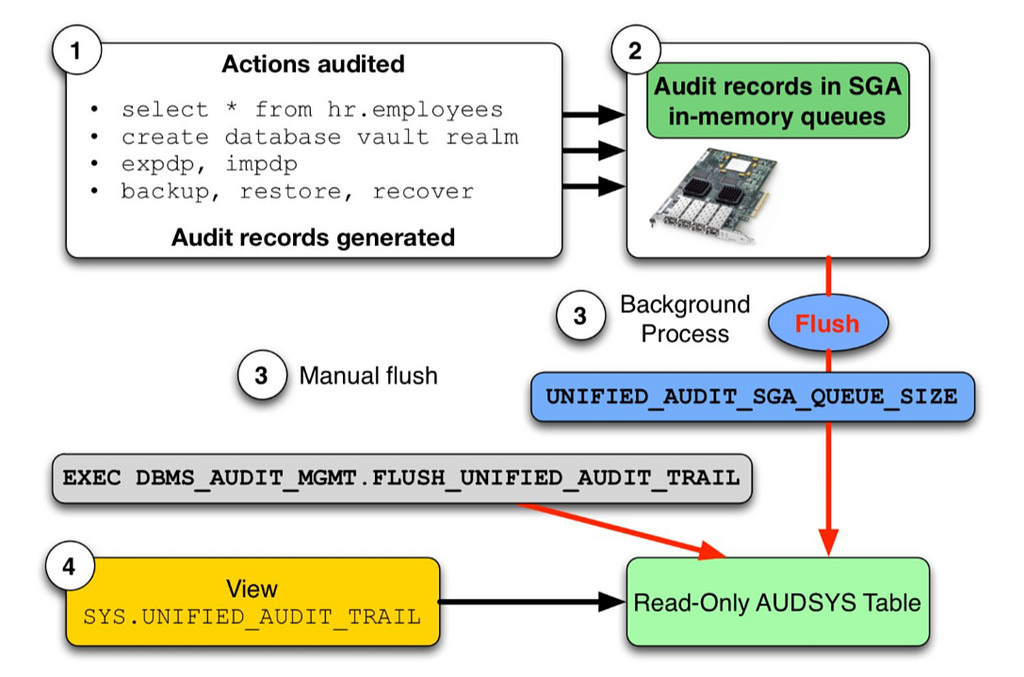 1
Actions audited
• select * from hr.employees
• create database vault realm
• expdp, impdp
• backup, restore, recover
Audit records generated
2
Audit records in SGA
in-memory queues
3
Background
Process
Flush
3
Manual flush
UNIFIED_AUDIT_SGA_QUEUE_SIZE
EXEC DBMS_AUDIT_MGMT.FLUSH_UNIFIED_AUDIT_TRAIL
4
View
SYS.UNIFIED_AUDIT_TRAIL
Read-Only AUDSYS Table